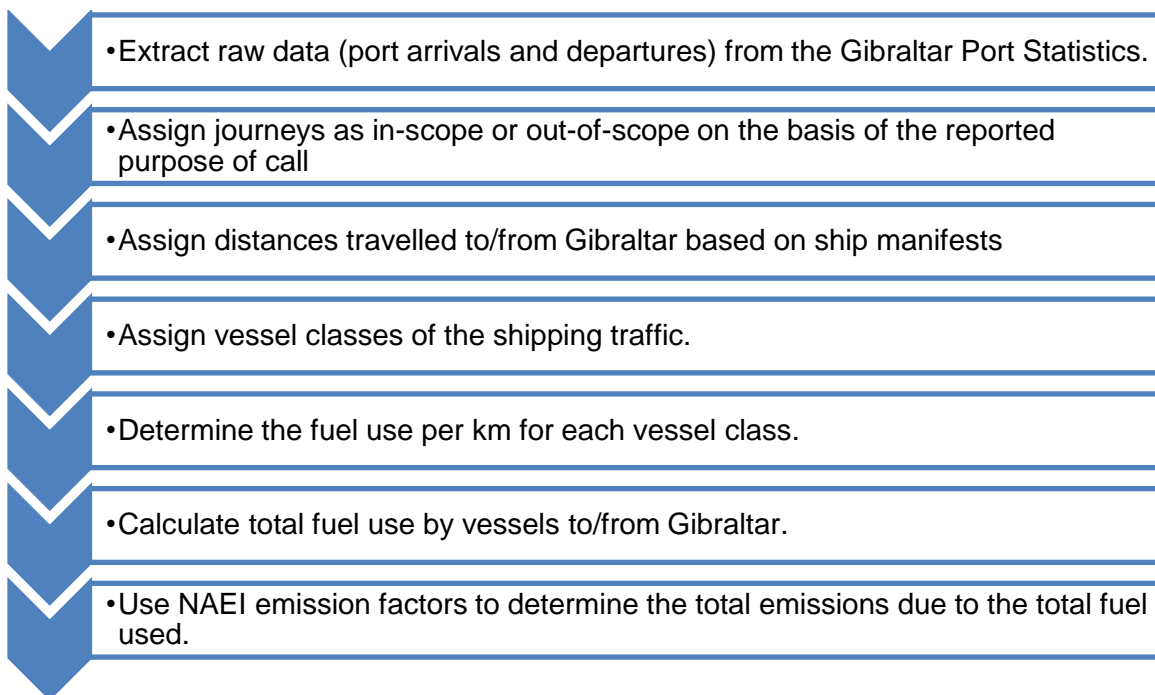 •Extract raw data (port arrivals and departures) from the Gibraltar Port Statistics.
•Assign journeys as in-scope or out-of-scope on the basis of the reported
purpose of call
•Assign distances travelled to/from Gibraltar based on ship manifests
•Assign vessel classes of the shipping traffic.
•Determine the fuel use per km for each vessel class.
•Calculate total fuel use by vessels to/from Gibraltar.
•Use NAEI emission factors to determine the total emissions due to the total fuel
used.